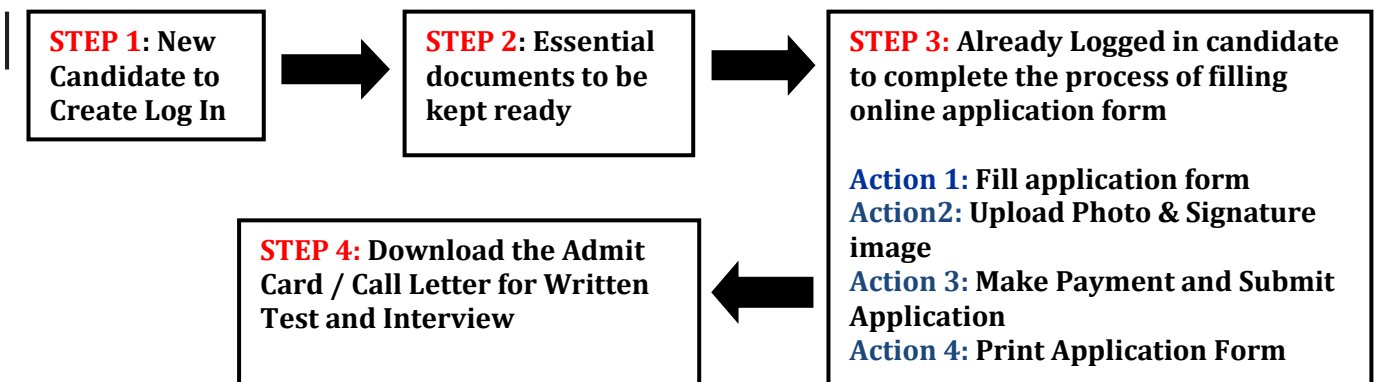 STEP 1: New
Candidate to
Create Log In
STEP 2: Essential
documents to be
kept ready
STEP 3: Already Logged in candidate
to complete the process of filling
online application form
Action 1: Fill application form
Action2: Upload Photo & Signature
image
Action 3: Make Payment and Submit
Application
Action 4: Print Application Form
STEP 4: Download the Admit
Card / Call Letter for Written
Test and Interview